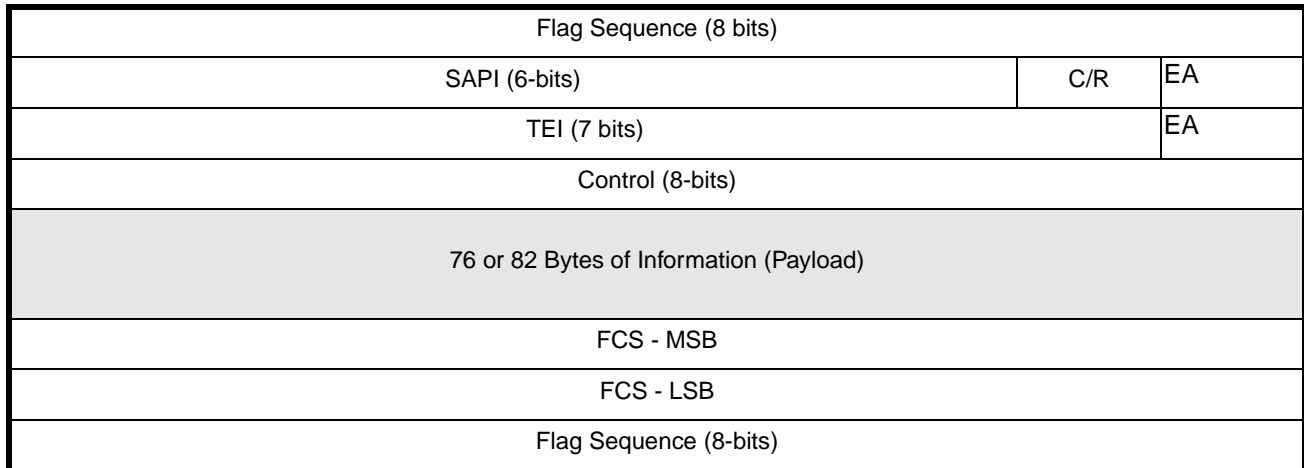 Flag Sequence (8 bits)
SAPI (6-bits) C/R EA
TEI (7 bits) EA
Control (8-bits)
76 or 82 Bytes of Information (Payload)
FCS - MSB
FCS - LSB
Flag Sequence (8-bits)